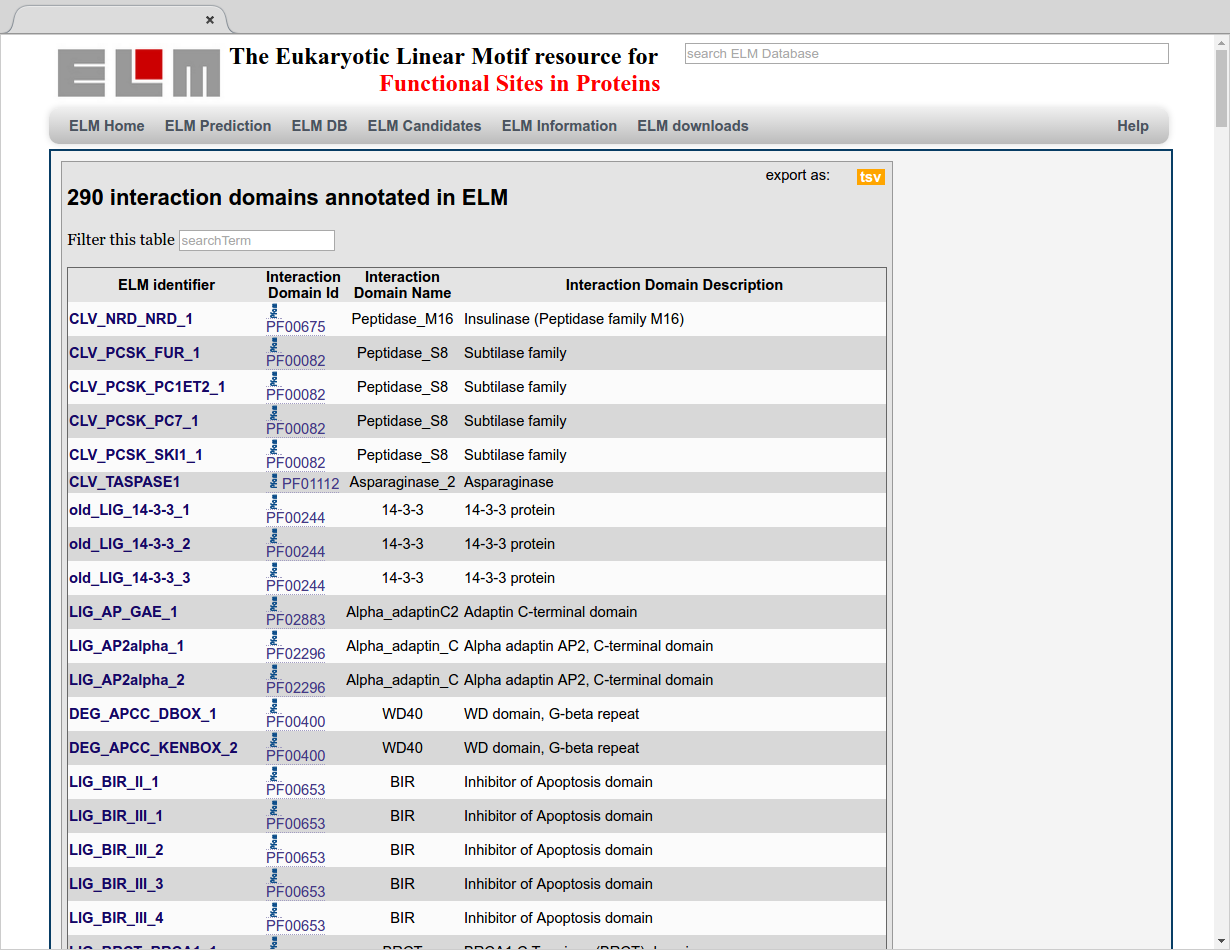 ×
ELM
The Eukaryotic Linear Motif resource for
Functional Sites in Proteins
search ELM Database
ELM Home ELM Prediction ELM DB ELM Candidates ELM Information ELM downloads Help
export as: tsv
290 interaction domains annotated in ELM
Filter this table searchTerm
ELM identifier Interaction Domain Id Interaction Domain Name Interaction Domain Description
CLV_NRD_NRD_1 PF00675 Peptidase_M16 Insulinase (Peptidase family M16)
CLV_PCSK_FUR_1 PF00082 Peptidase_S8 Subtilase family
CLV_PCSK_PC1ET2_1 PF00082 Peptidase_S8 Subtilase family
CLV_PCSK_PC7_1 PF00082 Peptidase_S8 Subtilase family
CLV_PCSK_SKI1_1 PF00082 Peptidase_S8 Subtilase family
CLV_TASPASE1 PF01112 Asparaginase_2 Asparaginase
old_LIG_14-3-3_1 PF00244 14-3-3 14-3-3 protein
old_LIG_14-3-3_2 PF00244 14-3-3 14-3-3 protein
old_LIG_14-3-3_3 PF00244 14-3-3 14-3-3 protein
LIG_AP_GAE_1 PF02883 Alpha_adaptinC2 Adaptin C-terminal domain
LIG_AP2alpha_1 PF02296 Alpha_adaptin_C Alpha adaptin AP2, C-terminal domain
LIG_AP2alpha_2 PF02296 Alpha_adaptin_C Alpha adaptin AP2, C-terminal domain
DEG_APCC_DBOX_1 PF00400 WD40 WD domain, G-beta repeat
DEG_APCC_KENBOX_2 PF00400 WD40 WD domain, G-beta repeat
LIG_BIR_II_1 PF00653 BIR Inhibitor of Apoptosis domain
LIG_BIR_III_1 PF00653 BIR Inhibitor of Apoptosis domain
LIG_BIR_III_2 PF00653 BIR Inhibitor of Apoptosis domain
LIG_BIR_III_3 PF00653 BIR Inhibitor of Apoptosis domain
LIG_BIR_III_4 PF00653 BIR Inhibitor of Apoptosis domain